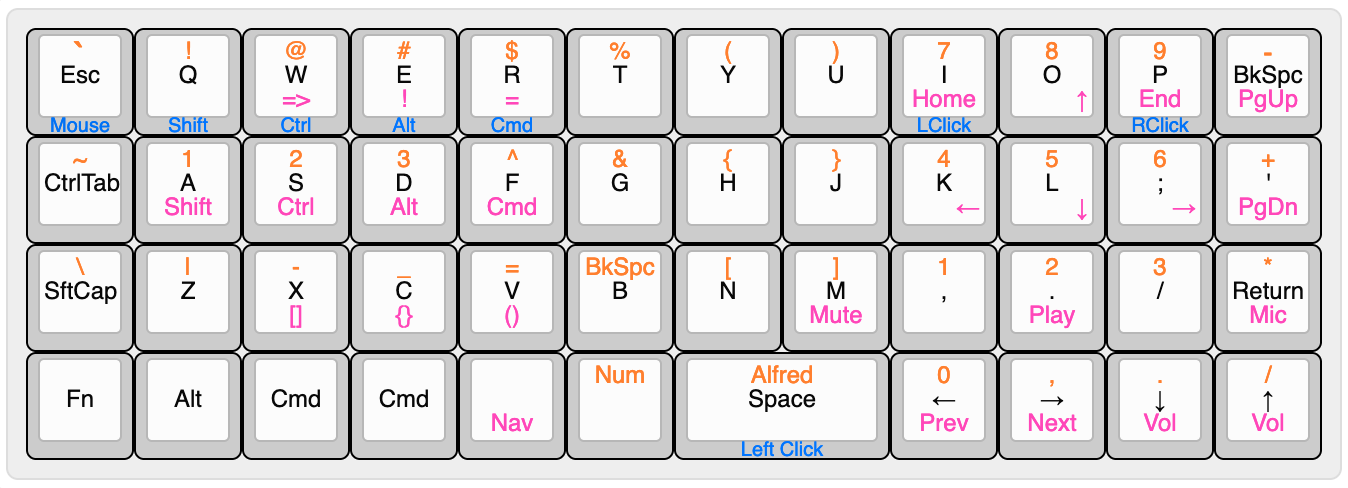 ` ! @ # $ % ( ) 7 8 9 -
Esc Q W E R T Y U I O P BkSpc
=> ! = Home ↑ End PgUp
Mouse Shift Ctrl Alt Cmd LClick RClick
~ 1 2 3 ^ & { } 4 5 6 +
CtrlTab A S D F G H J K L ; '
Shift Ctrl Alt Cmd ← ↓ → PgDn
\ | - _ = BkSpc [ ] 1 2 3 *
SftCap Z X C V B N M , . / Return
[] {} () Mute Play Mic
Num Alfred 0 , . /
Fn Alt Cmd Cmd Space ← → ↓ ↑
Nav Prev Next Vol Vol
Left Click